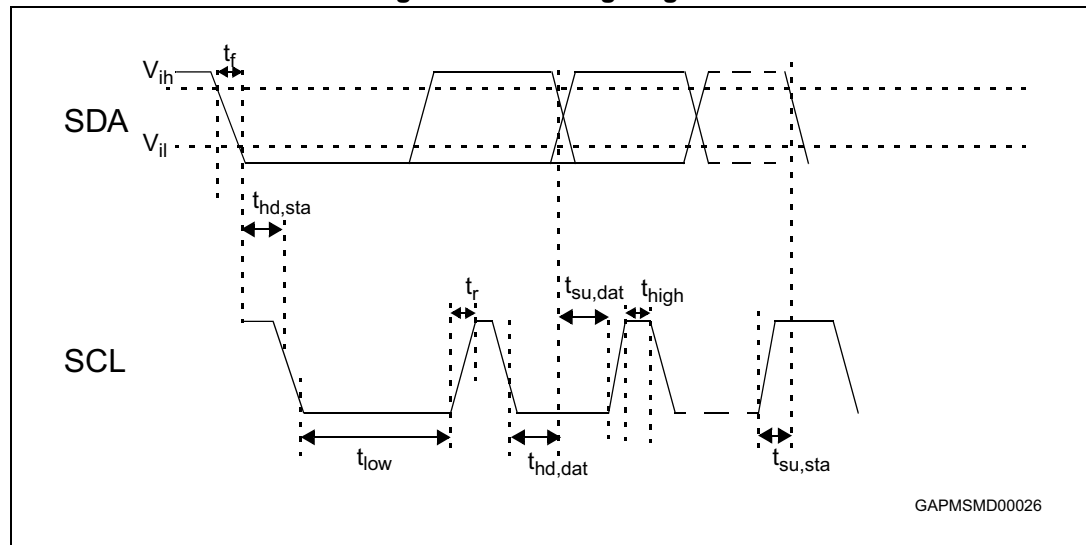 t_f
V_ih
SDA
V_il
t_hd,sta
t_r
t_su,dat
t_high
SCL
t_low
t_hd,dat
t_su,sta
GAPMSMD00026